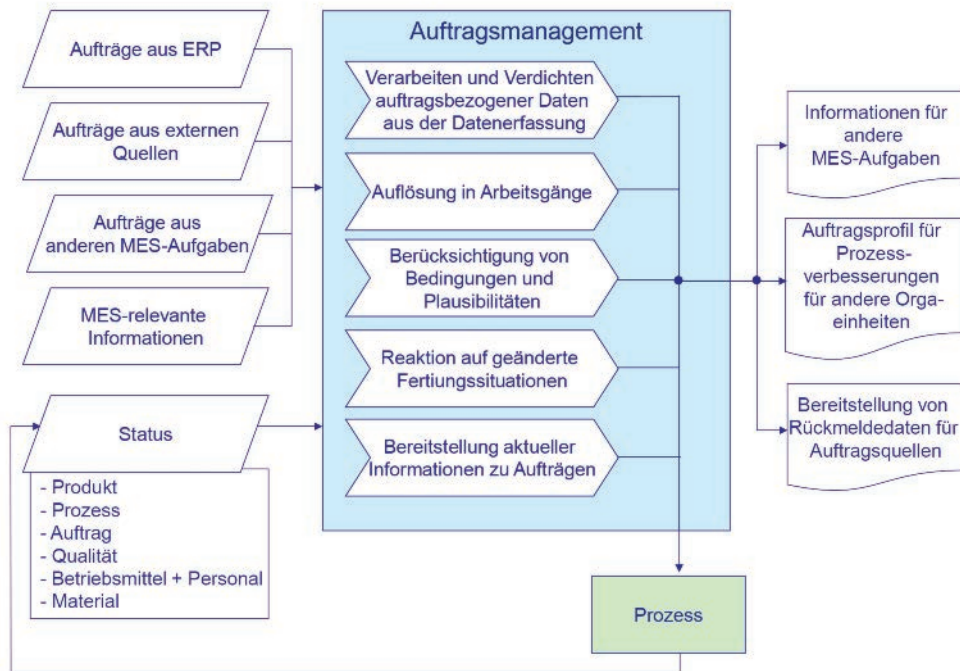 Aufträge aus ERP
Aufträge aus externen
Quellen
Aufträge aus
anderen MES-Aufgaben
MES-relevante
Informationen
Status
- Produkt
- Prozess
- Auftrag
- Qualität
- Betriebsmittel + Personal
- Material
Auftragsmanagement
Verarbeiten und Verdichten
auftragsbezogener Daten
aus der Datenerfassung
Auflösung in Arbeitsgänge
Berücksichtigung von
Bedingungen und
Plausibilitäten
Reaktion auf geänderte
Fertiungssituationen
Bereitstellung aktueller
Informationen zu Aufträgen
Prozess
Informationen für
andere
MES-Aufgaben
Auftragsprofil für
Prozess-
verbesserungen
für andere Orga-
einheiten
Bereitstellung von
Rückmeldedaten für
Auftragsquellen